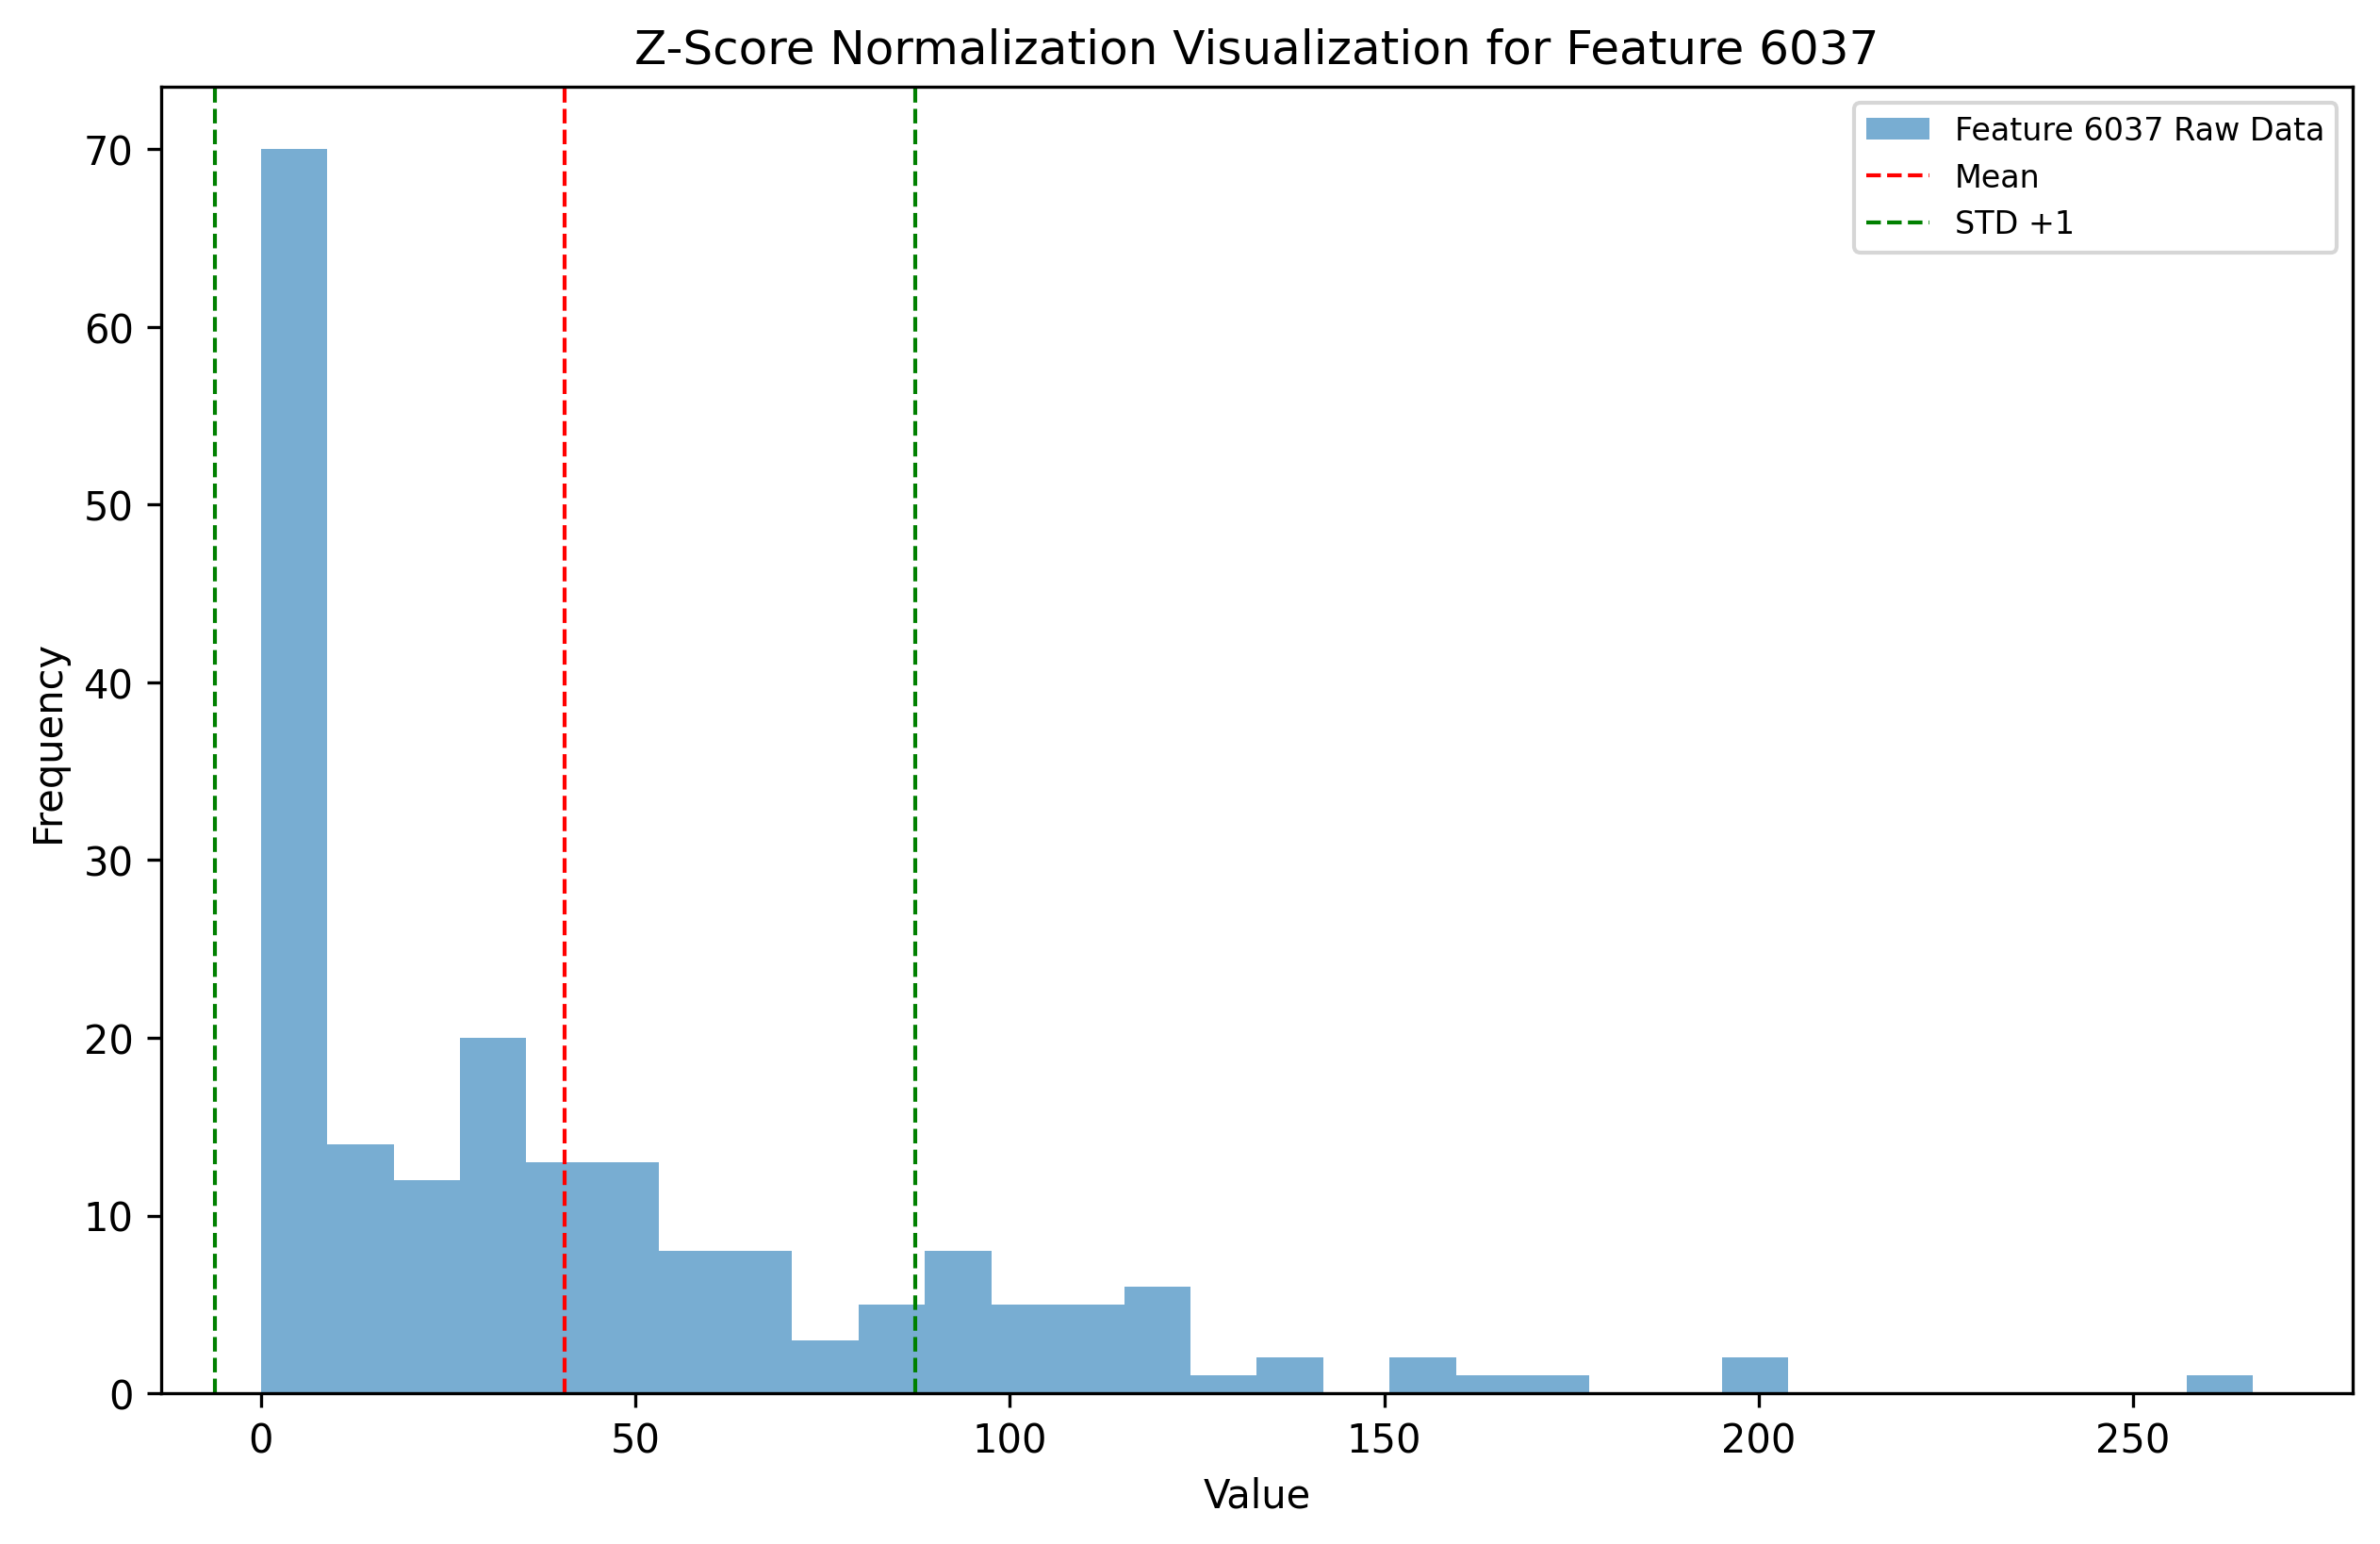 Z-Score Normalization Visualization for Feature 6037
Feature 6037 Raw Data
Mean
STD +1
70
60
50
40
30
20
10
0
Frequency
0 50 100 150 200 250
Value